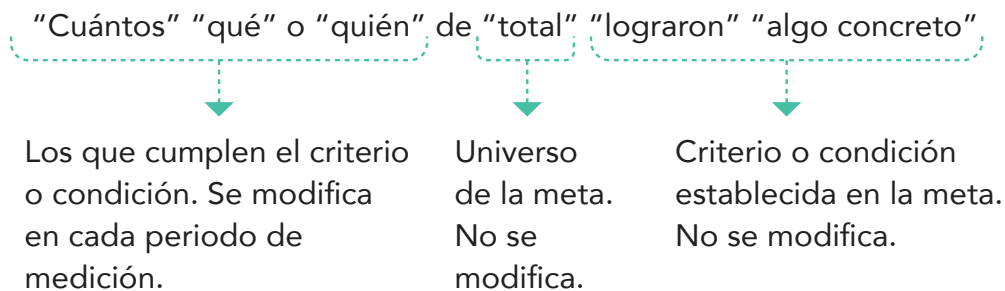 “Cuántos” “qué” o “quién” de “total” “lograron” “algo concreto”
Los que cumplen el criterio
o condición. Se modifica
en cada periodo de
medición.
Universo
de la meta.
No se
modifica.
Criterio o condición
establecida en la meta.
No se modifica.